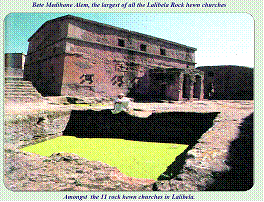 Bete Medihane Alem, the largest of all the Lalibela Rock hewn churches
Amongst the 11 rock hewn churches in Lalibela.